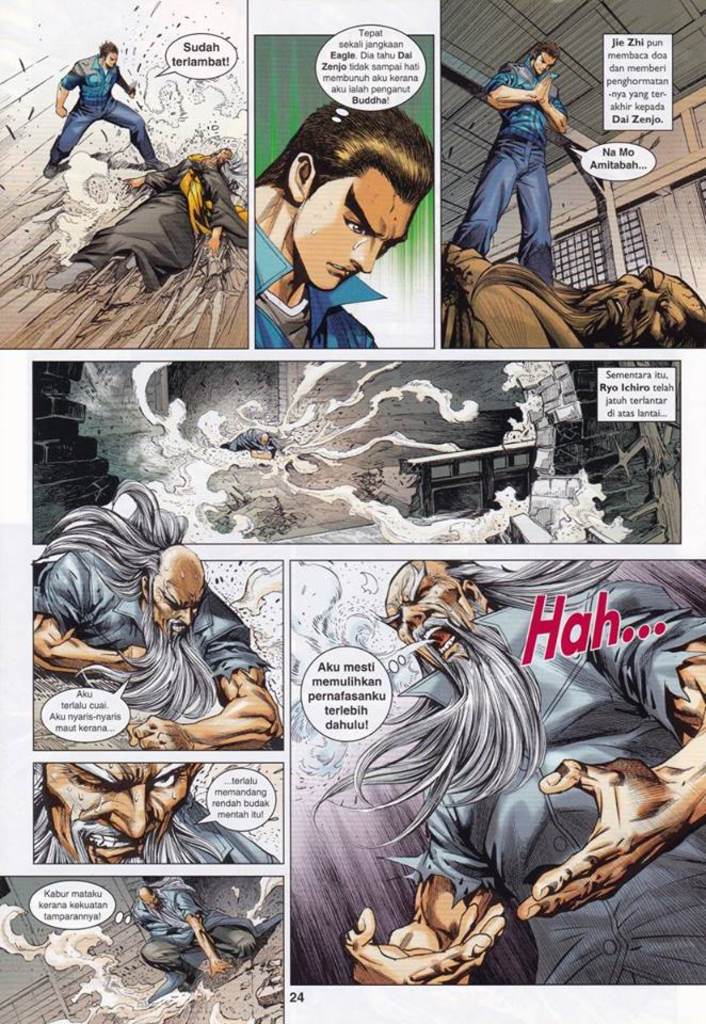 Sudah
terlambat!
Tepat
sekali jangkaan
Eagle. Dia tahu Dai
Zenjo tidak sampai hati
membunuh aku kerana
aku ialah penganut
Buddha!
Jie Zhi pun
membaca doa
dan memberi
penghormatan
-nya yang ter-
akhir kepada
Dai Zenjo.
Na Mo
Amitabah...
Sementara itu,
Ryo Ichiro telah
jatuh terlantar
di atas lantai...
Aku
terlalu cuai.
Aku nyaris-nyaris
maut kerana...
...terlalu
memandang
rendah budak
mentah itu!
Kabur mataku
kerana kekuatan
tamparannya!
Aku mesti
memulihkan
pernafasanku
terlebih
dahulu!
Hah...
24